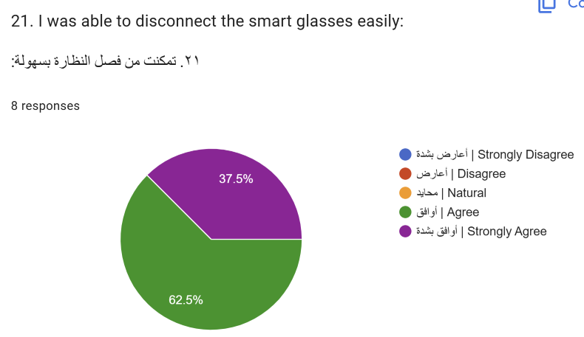 21. I was able to disconnect the smart glasses easily:
٢١. تمكنت من فصل النظارة بسهولة:
8 responses
37.5%
62.5%
أعارض بشدة | Strongly Disagree
أعارض | Disagree
محايد | Natural
أوافق | Agree
أوافق بشدة | Strongly Agree